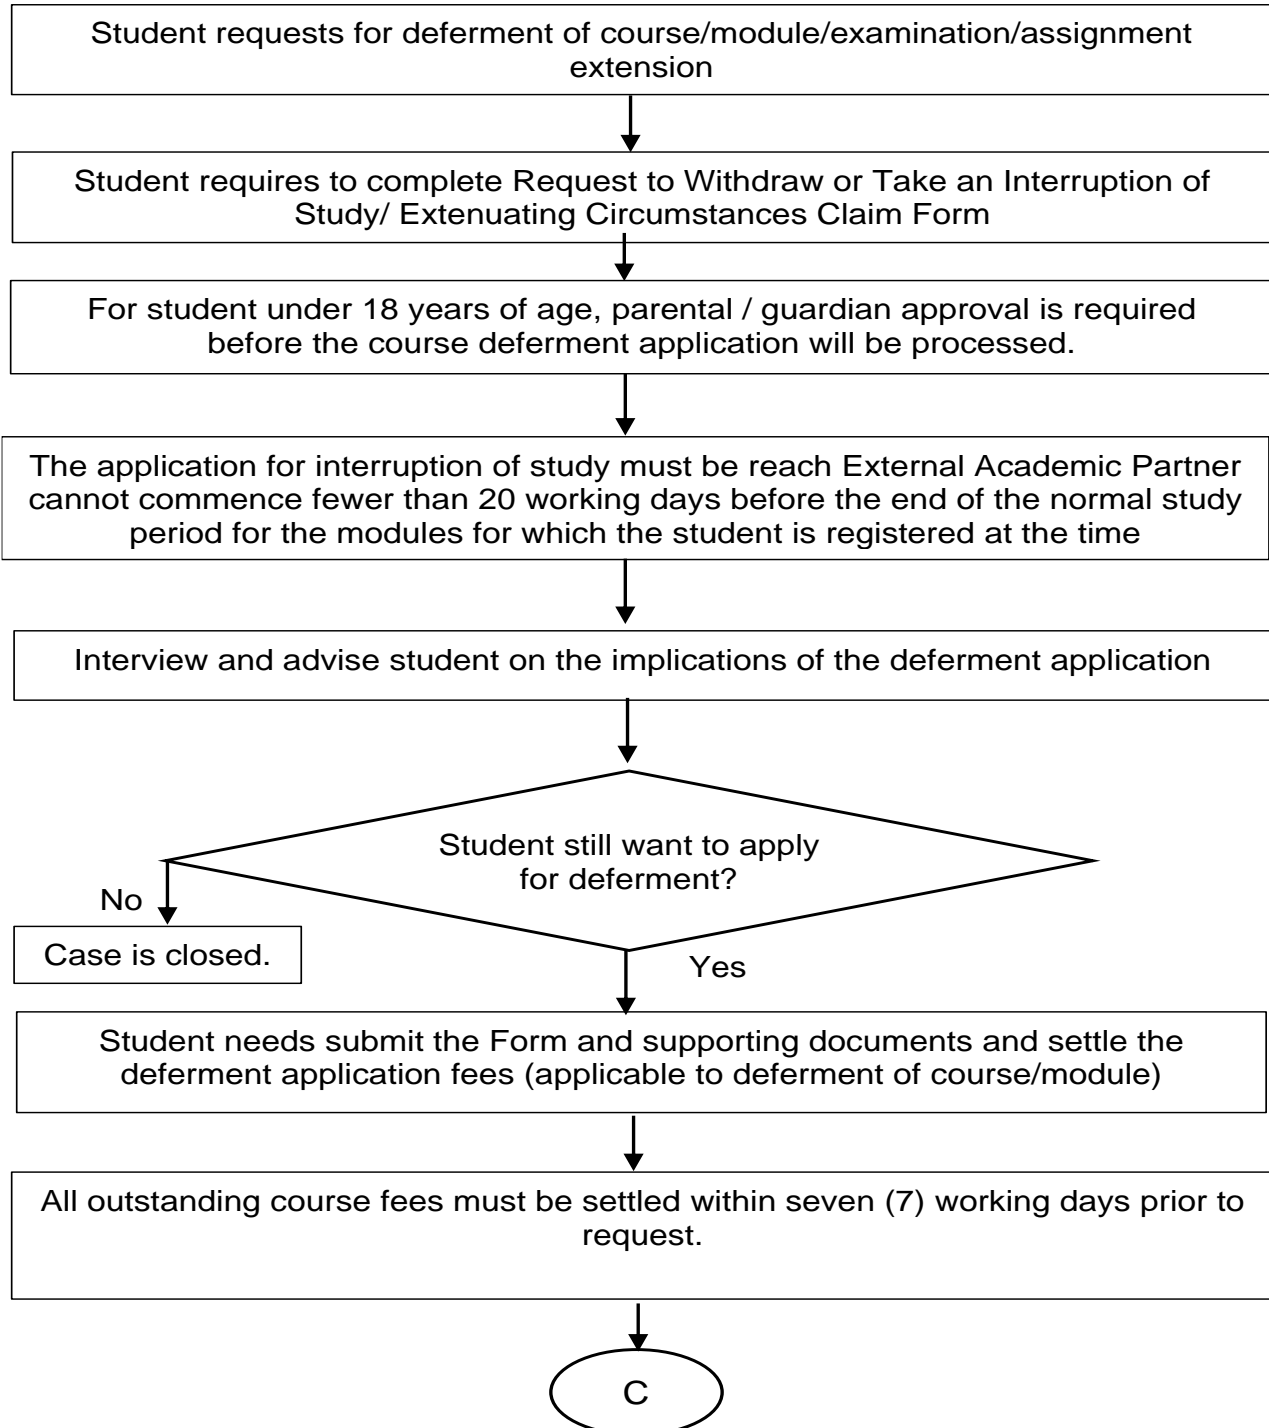 Student requests for deferment of course/module/examination/assignment
extension
Student requires to complete Request to Withdraw or Take an Interruption of
Study/ Extenuating Circumstances Claim Form
For student under 18 years of age, parental / guardian approval is required
before the course deferment application will be processed.
The application for interruption of study must be reach External Academic Partner
cannot commence fewer than 20 working days before the end of the normal study
period for the modules for which the student is registered at the time
Interview and advise student on the implications of the deferment application
Student still want to apply
for deferment?
No
Case is closed.
Yes
Student needs submit the Form and supporting documents and settle the
deferment application fees (applicable to deferment of course/module)
All outstanding course fees must be settled within seven (7) working days prior to
request.
C